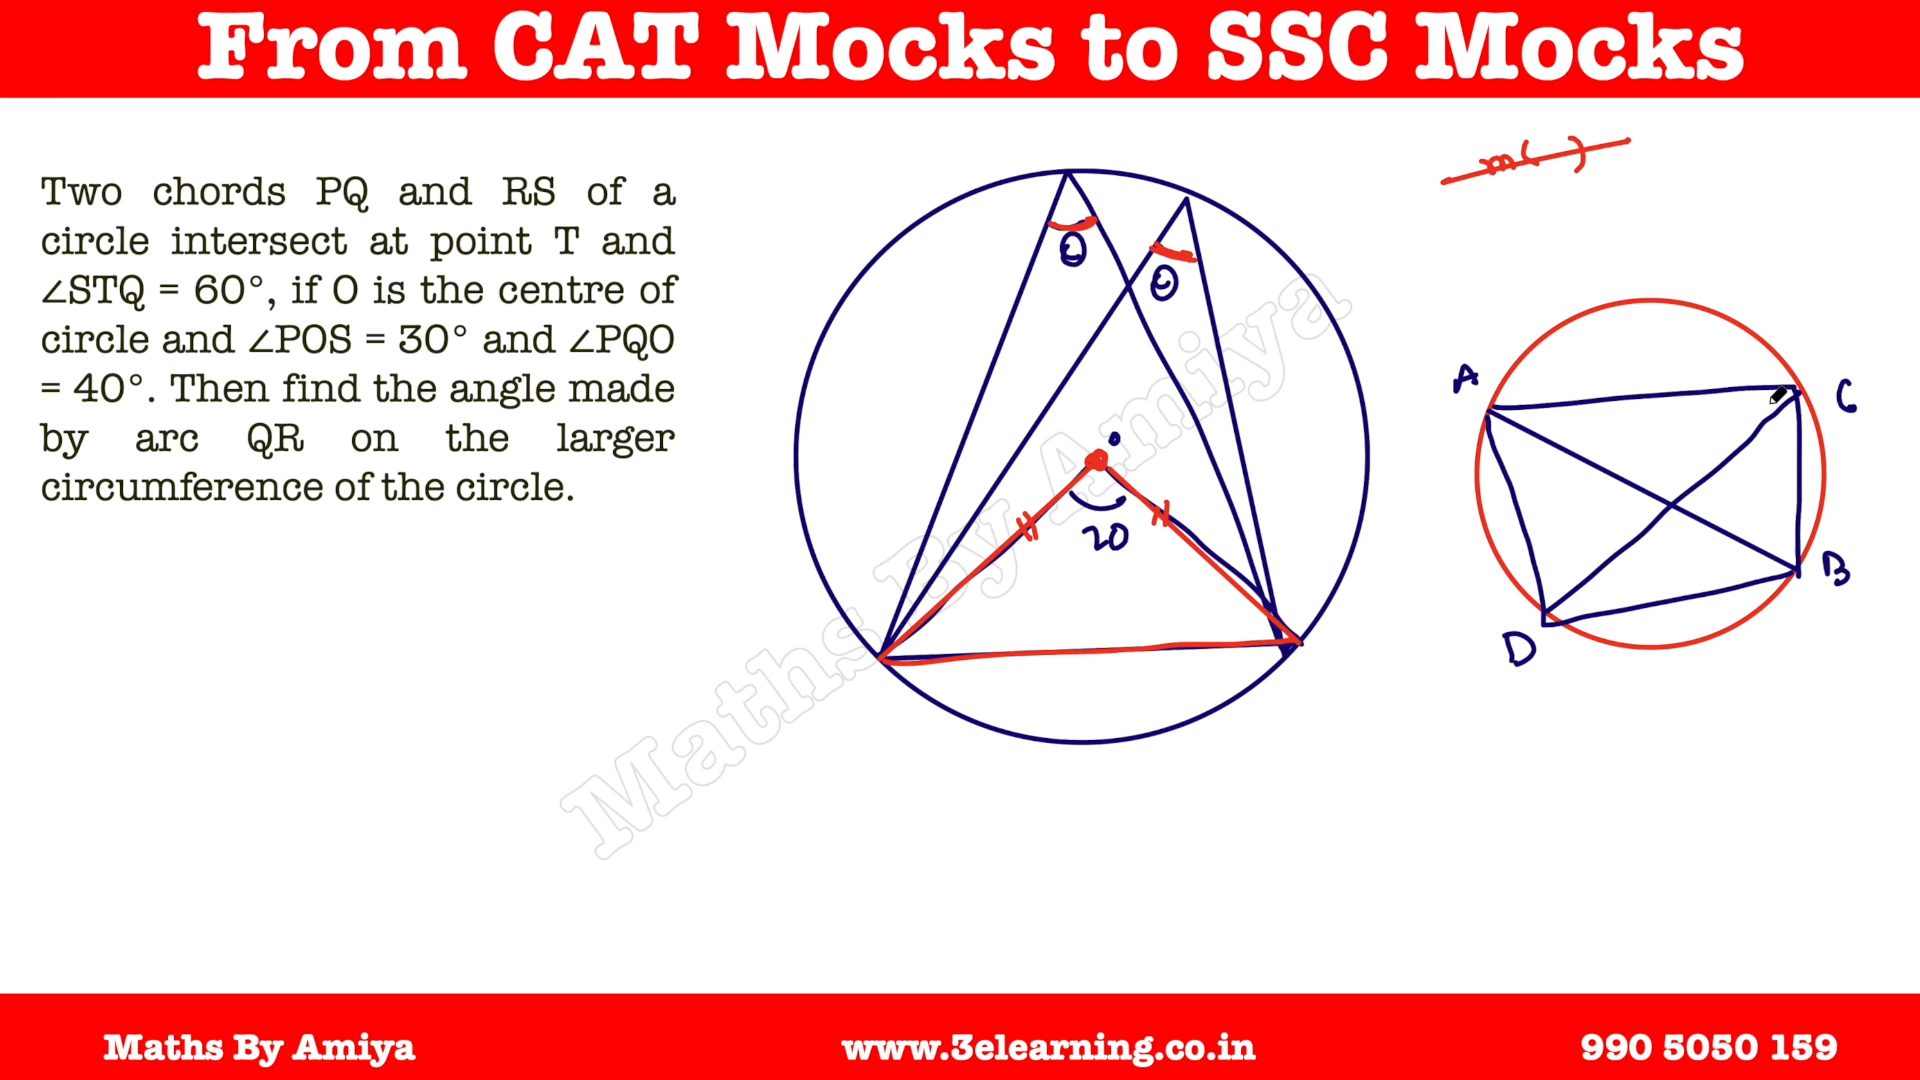 From CAT Mocks to SSC Mocks
Two chords PQ and RS of a
circle intersect at point T and
∠STQ = 60°, if O is the centre of
circle and ∠POS = 30° and ∠PQO
= 40°. Then find the angle made
by arc QR on the larger
circumference of the circle.
m( )
θ
θ
20
A
C
B
D
Maths By Amiya
Maths By Amiya
www.3elearning.co.in
990 5050 159